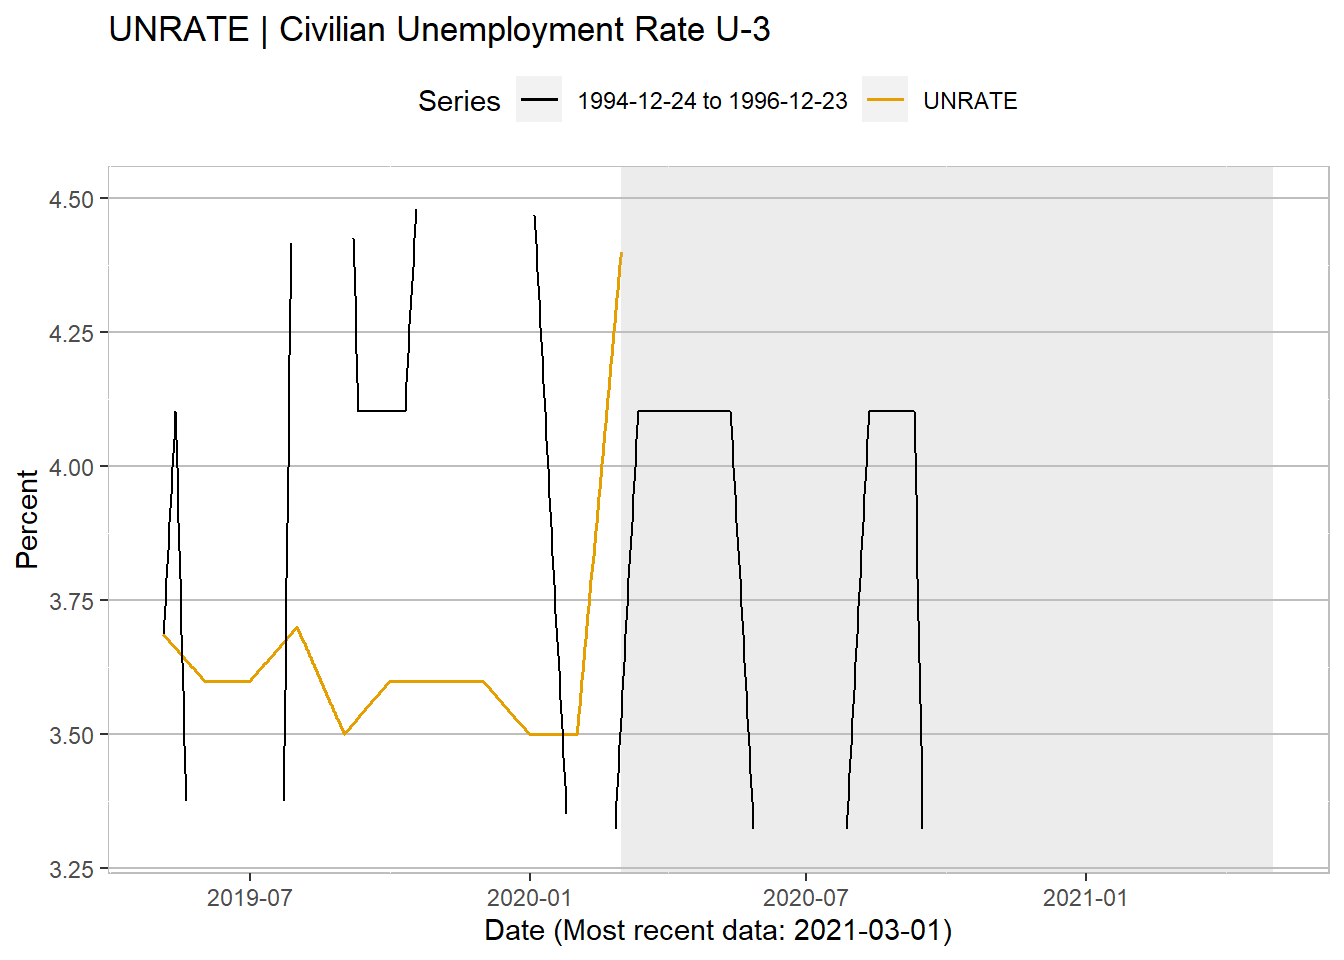 UNRATE | Civilian Unemployment Rate U-3
Series 1994-12-24 to 1996-12-23 UNRATE
4.50
4.25
4.00
3.75
3.50
3.25
Percent
2019-07 2020-01 2020-07 2021-01
Date (Most recent data: 2021-03-01)